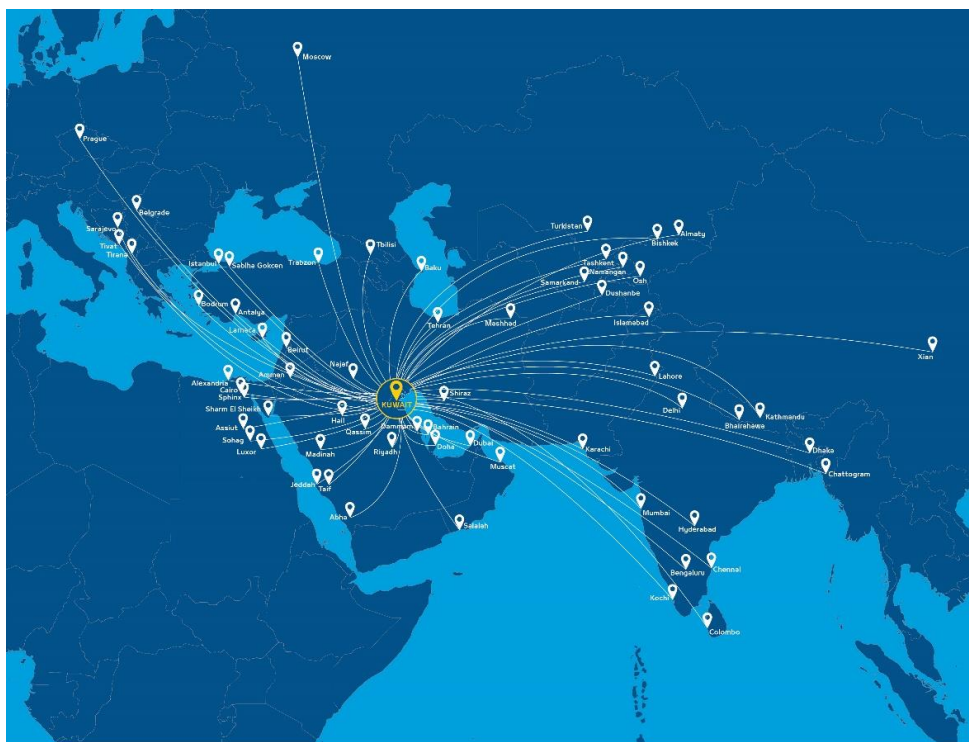 Moscow
Prague
Belgrade
Sarajevo
Tivat
Tirana
Istanbul
Sabiha Gokcen
Trabzon
Tbilisi
Baku
Turkistan
Bishkek
Almaty
Tashkent
Namangan
Samarkand
Osh
Dushanbe
Bodrum
Antalya
Larnaca
Beirut
Tehran
Mashhad
Islamabad
Xian
Amman
Najaf
Lahore
Alexandria
Cairo
Sphinx
KUWAIT
Shiraz
Delhi
Kathmandu
Bhairahawa
Sharm El Sheikh
Hail
Assiut
Qassim
Dammam
Bahrain
Sohag
Luxor
Madinah
Riyadh
Doha
Dubai
Muscat
Karachi
Dhaka
Chattogram
Jeddah
Taif
Abha
Salalah
Mumbai
Hyderabad
Bengaluru
Chennai
Kochi
Colombo